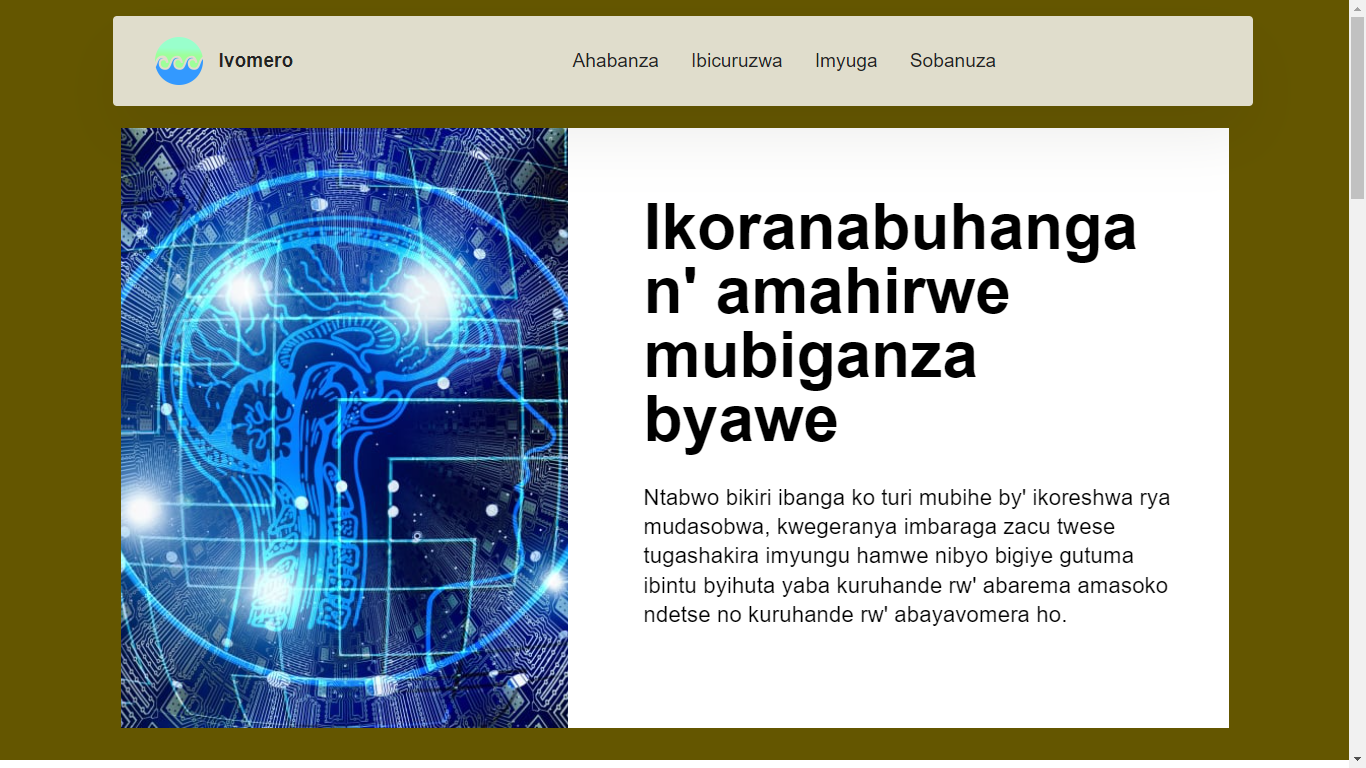 Ivomero
Ahabanza Ibicuruzwa Imyuga Sobanuza
Ikoranabuhanga
n' amahirwe
mubiganza
byawe
Ntabwo bikiri ibanga ko turi mubihe by' ikoreshwa rya
mudasobwa, kwegeranya imbaraga zacu twese
tugashakira imyungu hamwe nibyo bigiye gutuma
ibintu byihuta yaba kuruhande rw' abarema amasoko
ndetse no kuruhande rw' abayavomera ho.